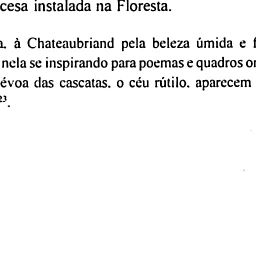 cesa instalada na Floresta.
a, à Chateaubriand pela beleza úmida e f
nela se inspirando para poemas e quadros or
évoa das cascatas, o céu rútilo, aparecem
23.